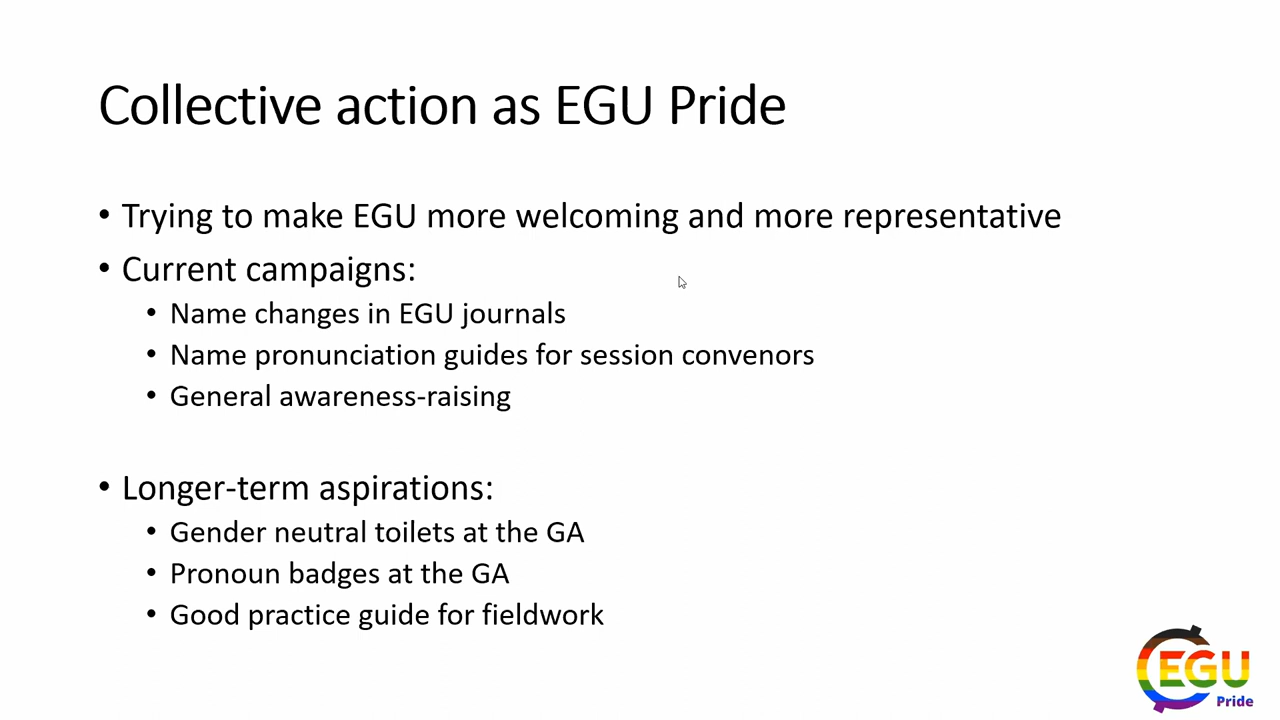 Collective action as EGU Pride
• Trying to make EGU more welcoming and more representative
• Current campaigns:
• Name changes in EGU journals
• Name pronunciation guides for session convenors
• General awareness-raising
• Longer-term aspirations:
• Gender neutral toilets at the GA
• Pronoun badges at the GA
• Good practice guide for fieldwork
EGU
Pride